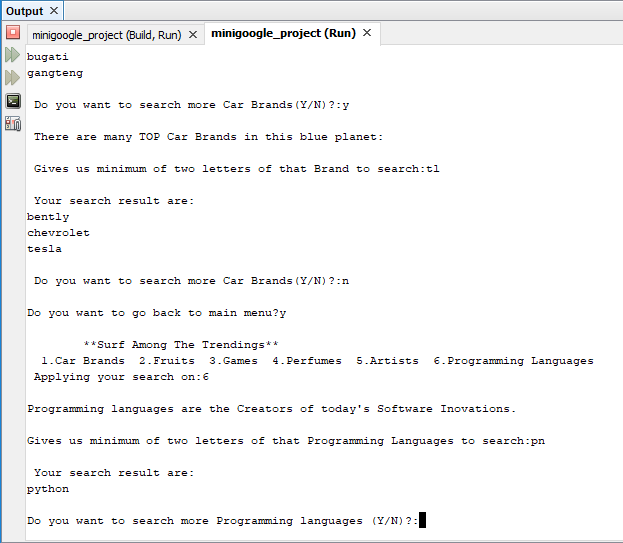 Output
minigoogle_project (Build, Run)
minigoogle_project (Run)
bugati
gangteng
Do you want to search more Car Brands(Y/N)?:y
There are many TOP Car Brands in this blue planet:
Gives us minimum of two letters of that Brand to search:tl
Your search result are:
bently
chevrolet
tesla
Do you want to search more Car Brands(Y/N)?:n
Do you want to go back to main menu?y
**Surf Among The Trendings**
1.Car Brands  2.Fruits  3.Games  4.Perfumes  5.Artists  6.Programming Languages
Applying your search on:6
Programming languages are the Creators of today's Software Inovations.
Gives us minimum of two letters of that Programming Languages to search:pn
Your search result are:
python
Do you want to search more Programming languages (Y/N)?: